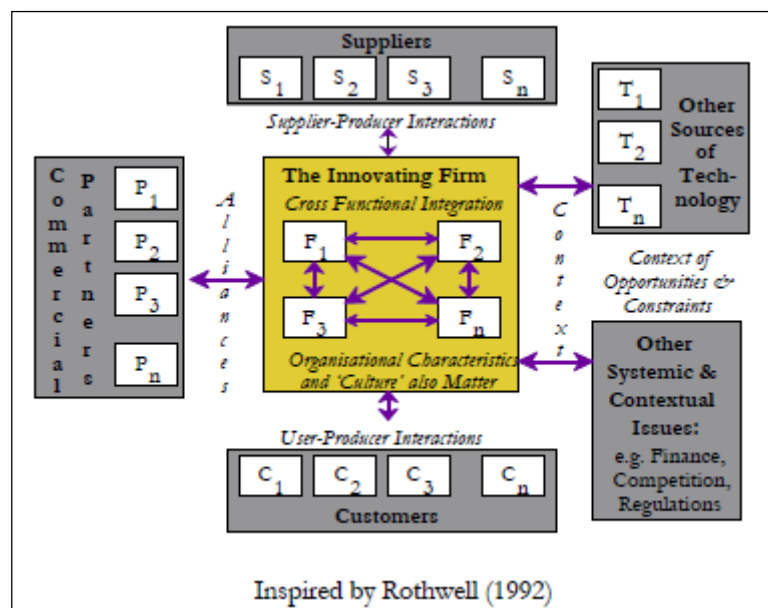 Suppliers
S1 S2 S3 Sn
Supplier-Producer Interactions
T1
T2
Tn
Other
Sources
of
Tech-
nology
Commercial
Partners
P1
P2
P3
Pn
Alliances
The Innovating Firm
Cross Functional Integration
F1 F2
F3 Fn
Organisational Characteristics
and 'Culture' also Matter
Context
Context of
Opportunities &
Constraints
Other
Systemic &
Contextual
Issues:
e.g. Finance,
Competition,
Regulations
User-Producer Interactions
C1 C2 C3 Cn
Customers
Inspired by Rothwell (1992)